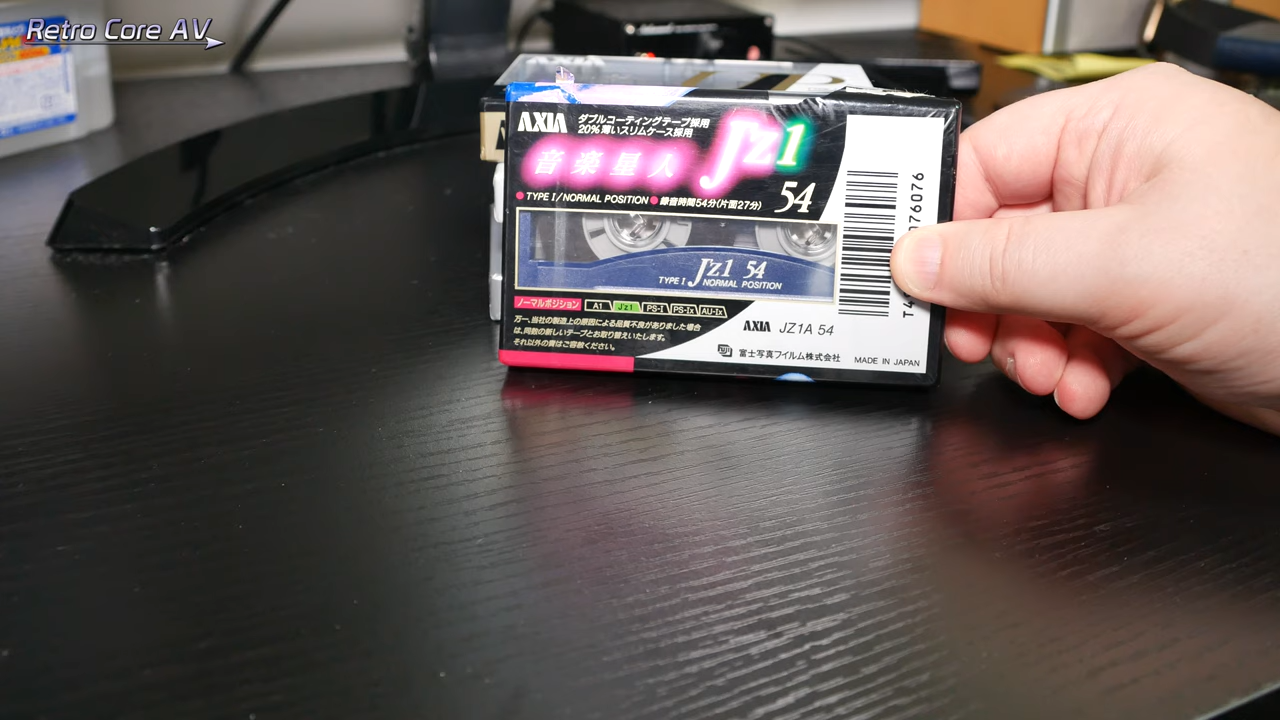 Retro Core AV
AXIA
ダブルコーティングテープ採用
20%薄いスリムケース採用
音楽星人
J'z1
54
TYPE I/NORMAL POSITION ● 録音時間54分(片面27分)
J'z1 54
TYPE I NORMAL POSITION
ノーマルポジション A1 J'z1 PS-I PS-Ix AU-Ix
万一、当社の製造上の原因による品質不良がありました場合
は、同数の新しいテープとお取り替えいたします。
それ以外の責はご容赦ください。
AXIA JZ1A 54
富士写真フイルム株式会社
MADE IN JAPAN